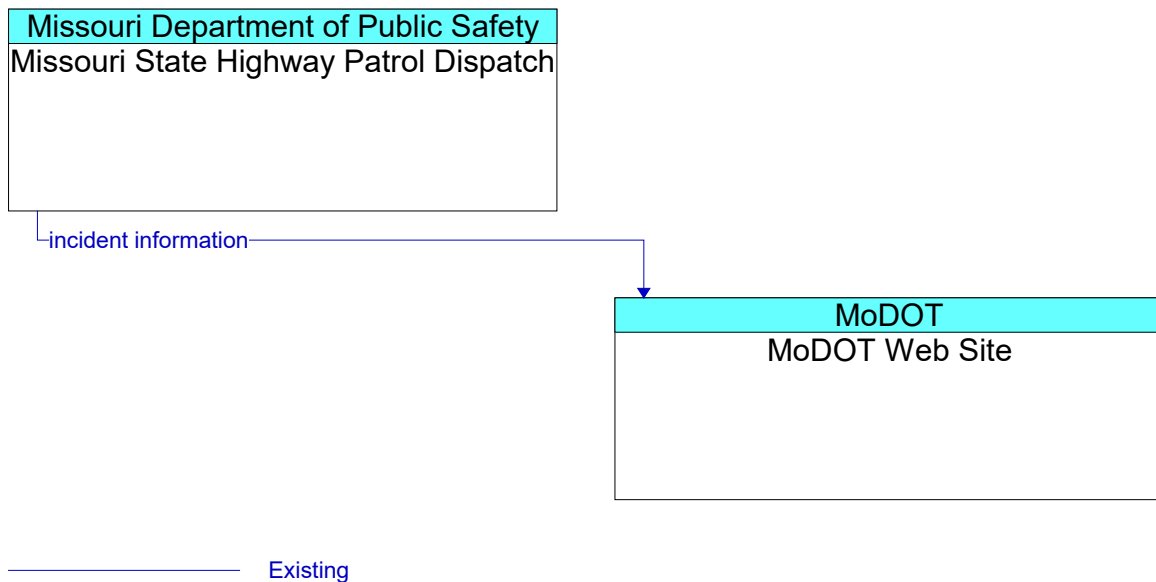 Missouri Department of Public Safety
Missouri State Highway Patrol Dispatch
incident information
MoDOT
MoDOT Web Site
Existing